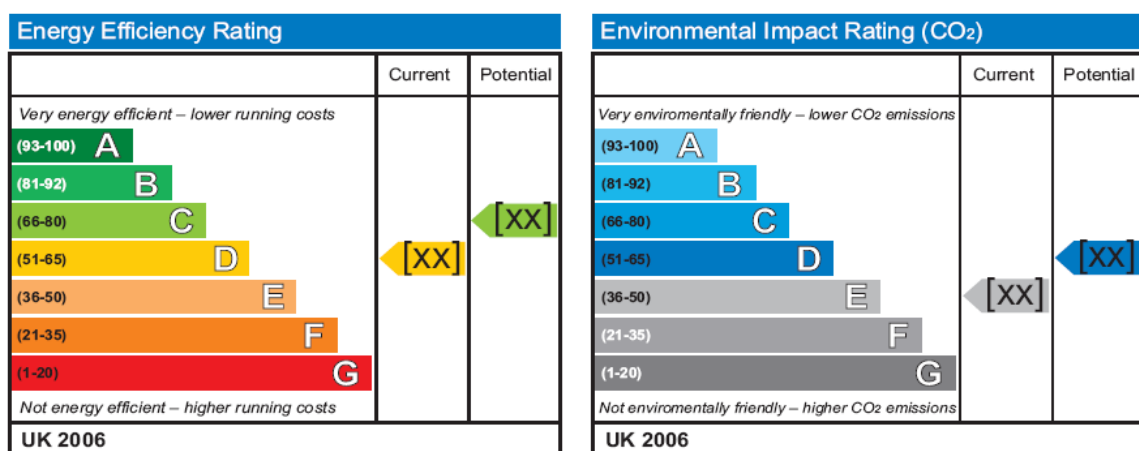 Energy Efficiency Rating
Current Potential
Very energy efficient – lower running costs
(93-100) A
(81-92) B
(66-80) C
[XX]
(51-65) D
[XX]
(36-50) E
(21-35) F
(1-20) G
Not energy efficient – higher running costs
UK 2006
Environmental Impact Rating (CO₂)
Current Potential
Very enviromentally friendly – lower CO₂ emissions
(93-100) A
(81-92) B
(66-80) C
(51-65) D
[XX]
(36-50) E
[XX]
(21-35) F
(1-20) G
Not enviromentally friendly – higher CO₂ emissions
UK 2006